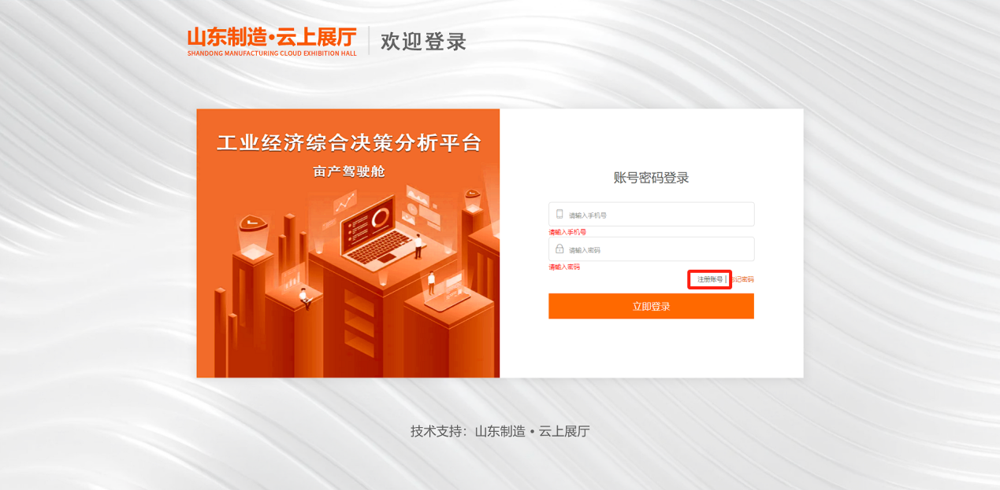 山东制造·云上展厅
SHANDONG MANUFACTURING CLOUD EXHIBITION HALL
欢迎登录
工业经济综合决策分析平台
亩产驾驶舱
账号密码登录
请输入手机号
请输入手机号
请输入密码
请输入密码
注册账号 | 忘记密码
立即登录
技术支持：山东制造·云上展厅